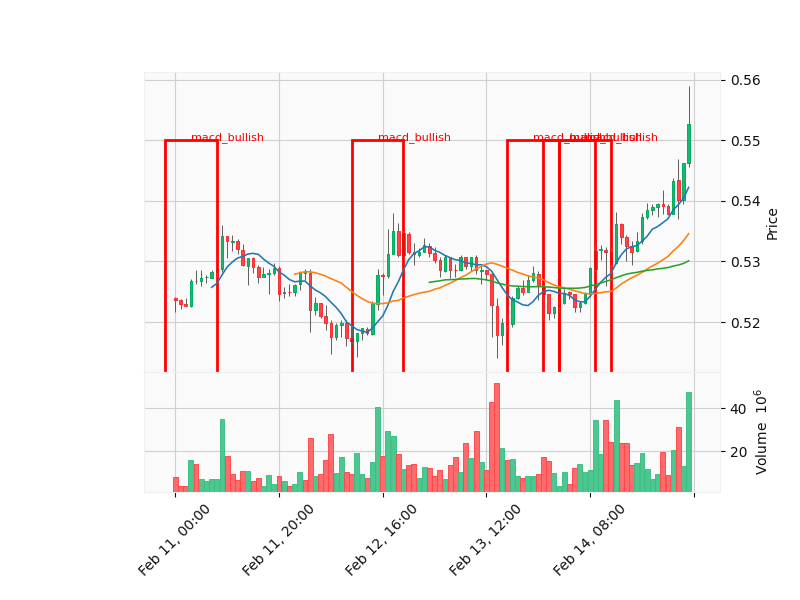 0.56
0.55
0.54
0.53
0.52
Price
macd_bullish
macd_bullish
macd_bullish
macd_bullish
40
20
Volume 10^6
Feb 11, 00:00
Feb 11, 20:00
Feb 12, 16:00
Feb 13, 12:00
Feb 14, 08:00